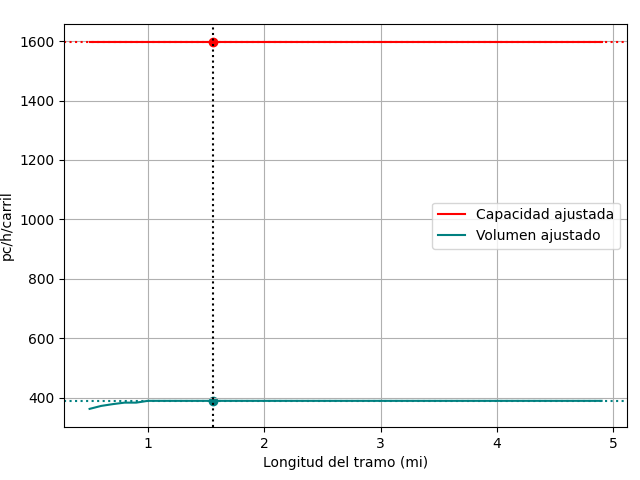 1600
1400
1200
1000
800
600
400
pc/h/carril
Capacidad ajustada
Volumen ajustado
1 2 3 4 5
Longitud del tramo (mi)